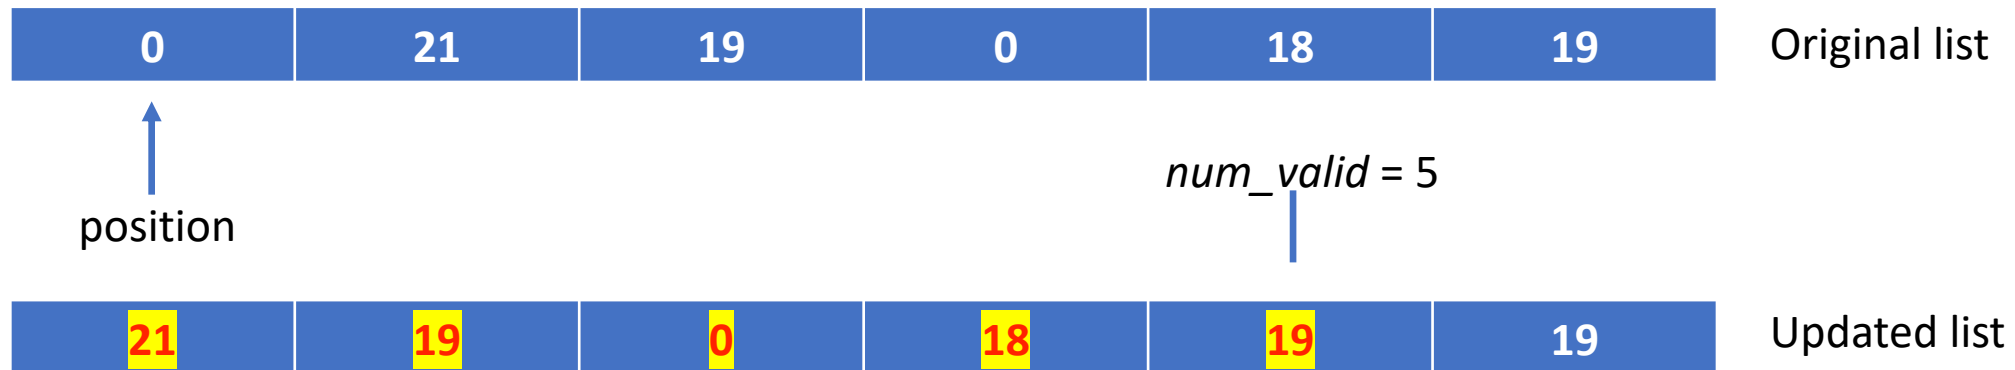 0 21 19 0 18 19 Original list
num_valid = 5
position
21 19 0 18 19 19 Updated list